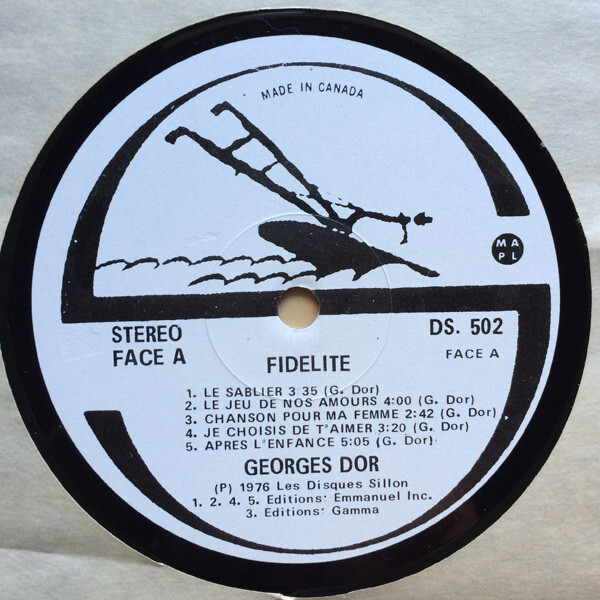 MADE IN CANADA
M A
P L
STEREO
FACE A
DS. 502
FACE A
FIDELITE
1. LE SABLIER 3:35 (G. Dor)
2. LE JEU DE NOS AMOURS 4:00 (G. Dor)
3. CHANSON POUR MA FEMME 2:42 (G. Dor)
4. JE CHOISIS DE T"AIMER 3:20 (G. Dor)
5. APRES L"ENFANCE 5:05 (G. Dor)
GEORGES DOR
(P) 1976 Les Disques Sillon
1. 2. 4. 5. Editions: Emmanuel Inc.
3. Editions: Gamma